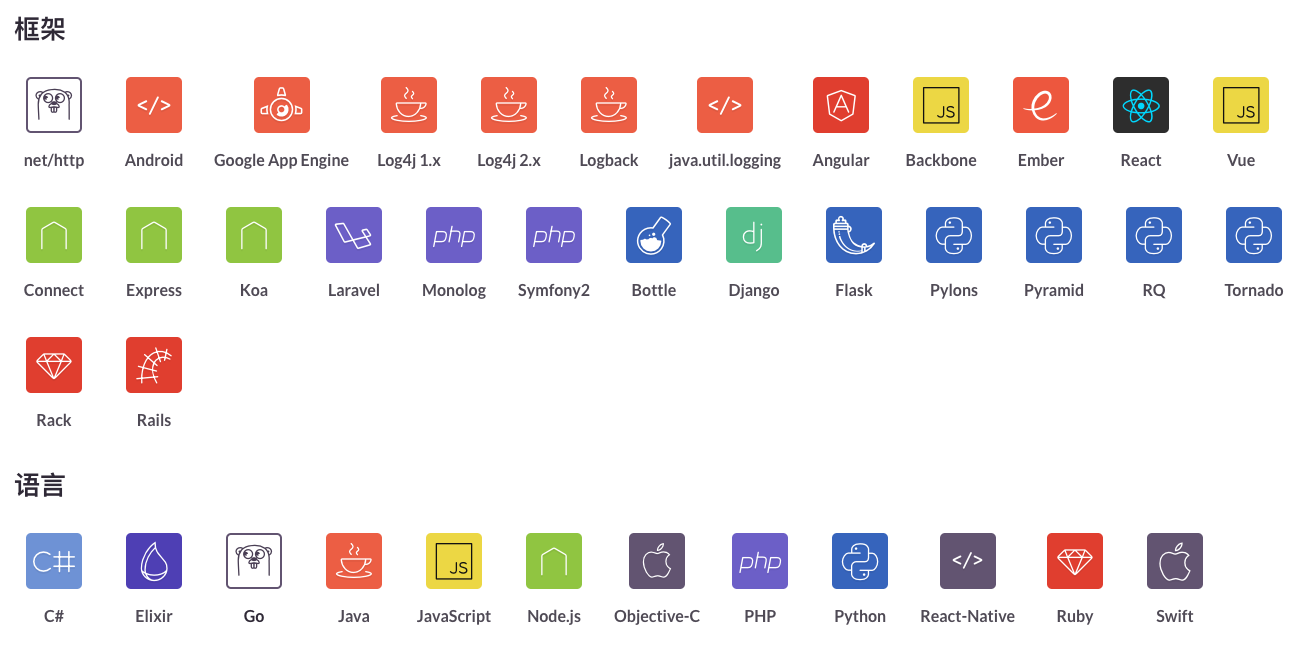 框架
</> </>
JS JS
net/http Android Google App Engine Log4j 1.x Log4j 2.x Logback java.util.logging Angular Backbone Ember React Vue
php php dj
Connect Express Koa Laravel Monolog Symfony2 Bottle Django Flask Pylons Pyramid RQ Tornado
Rack Rails
语言
C# JS php </>
C# Elixir Go Java JavaScript Node.js Objective-C PHP Python React-Native Ruby Swift